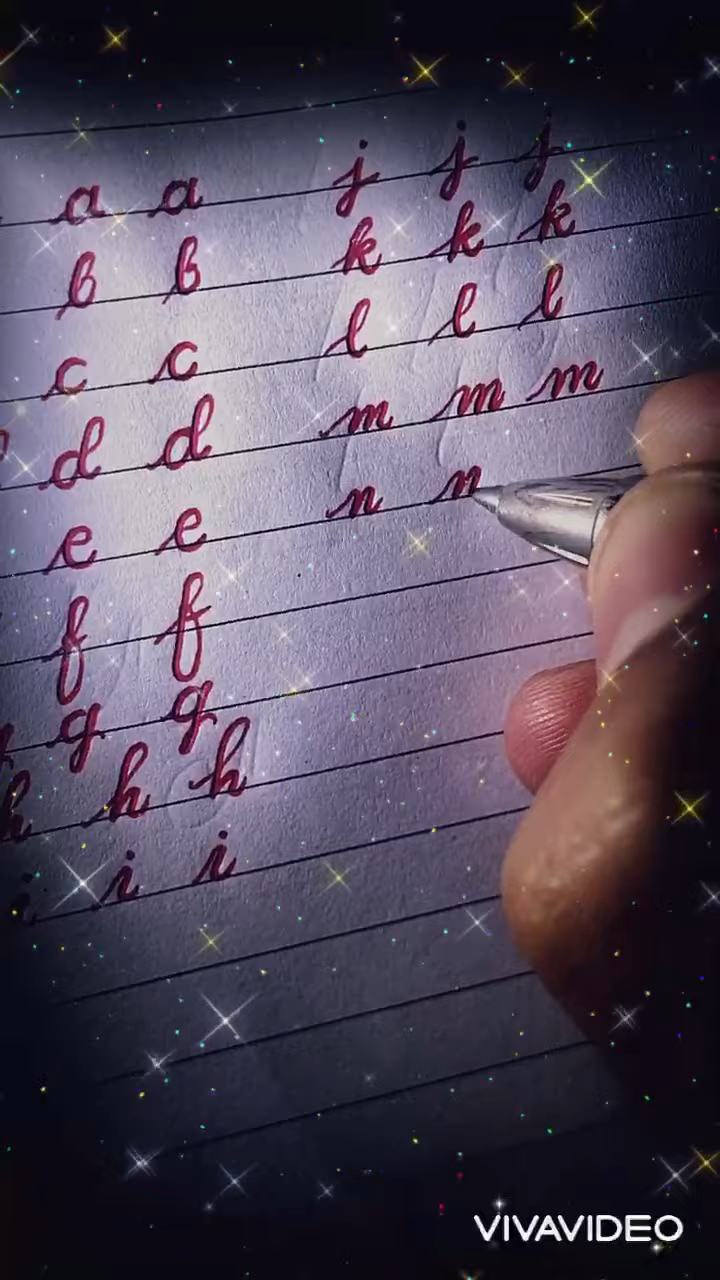 a a j j j
b b k k k
c c l l l
d d m m m
e e n n
f f
g g
h h h
i i i
VIVAVIDEO